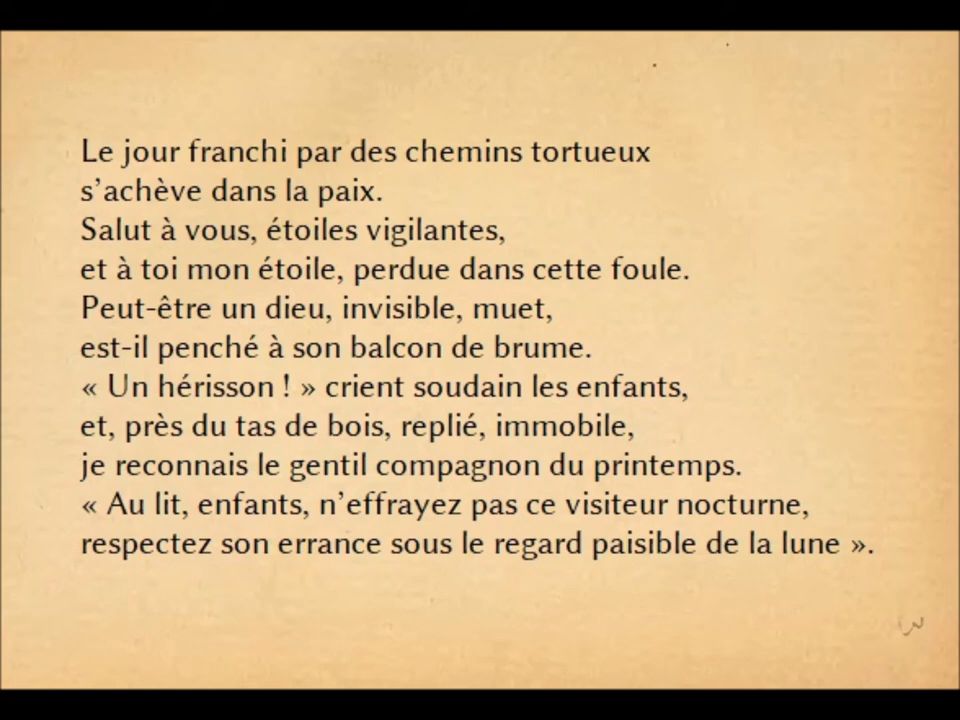 Le jour franchi par des chemins tortueux
s’achève dans la paix.
Salut à vous, étoiles vigilantes,
et à toi mon étoile, perdue dans cette foule.
Peut-être un dieu, invisible, muet,
est-il penché à son balcon de brume.
« Un hérisson ! » crient soudain les enfants,
et, près du tas de bois, replié, immobile,
je reconnais le gentil compagnon du printemps.
« Au lit, enfants, n’effrayez pas ce visiteur nocturne,
respectez son errance sous le regard paisible de la lune ».